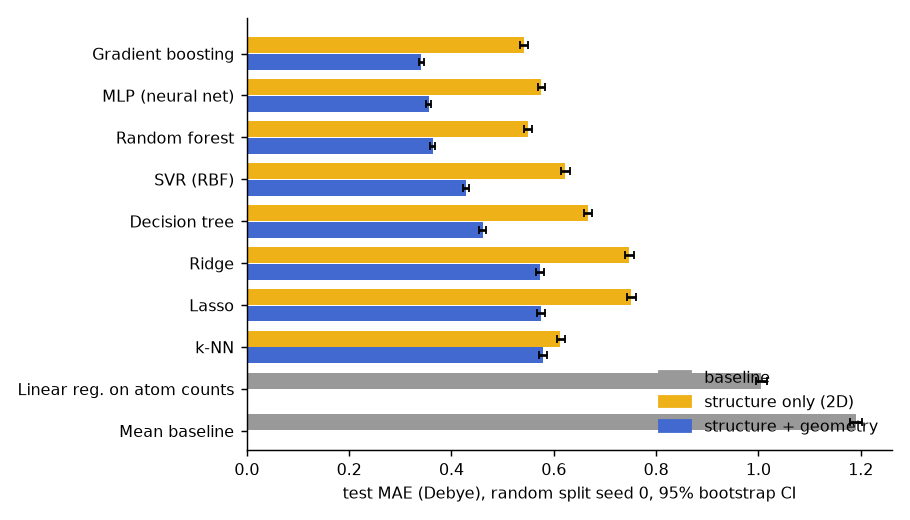 Gradient boosting
MLP (neural net)
Random forest
SVR (RBF)
Decision tree
Ridge
Lasso
k-NN
Linear reg. on atom counts
Mean baseline
baseline
structure only (2D)
structure + geometry
0.0 0.2 0.4 0.6 0.8 1.0 1.2
test MAE (Debye), random split seed 0, 95% bootstrap CI